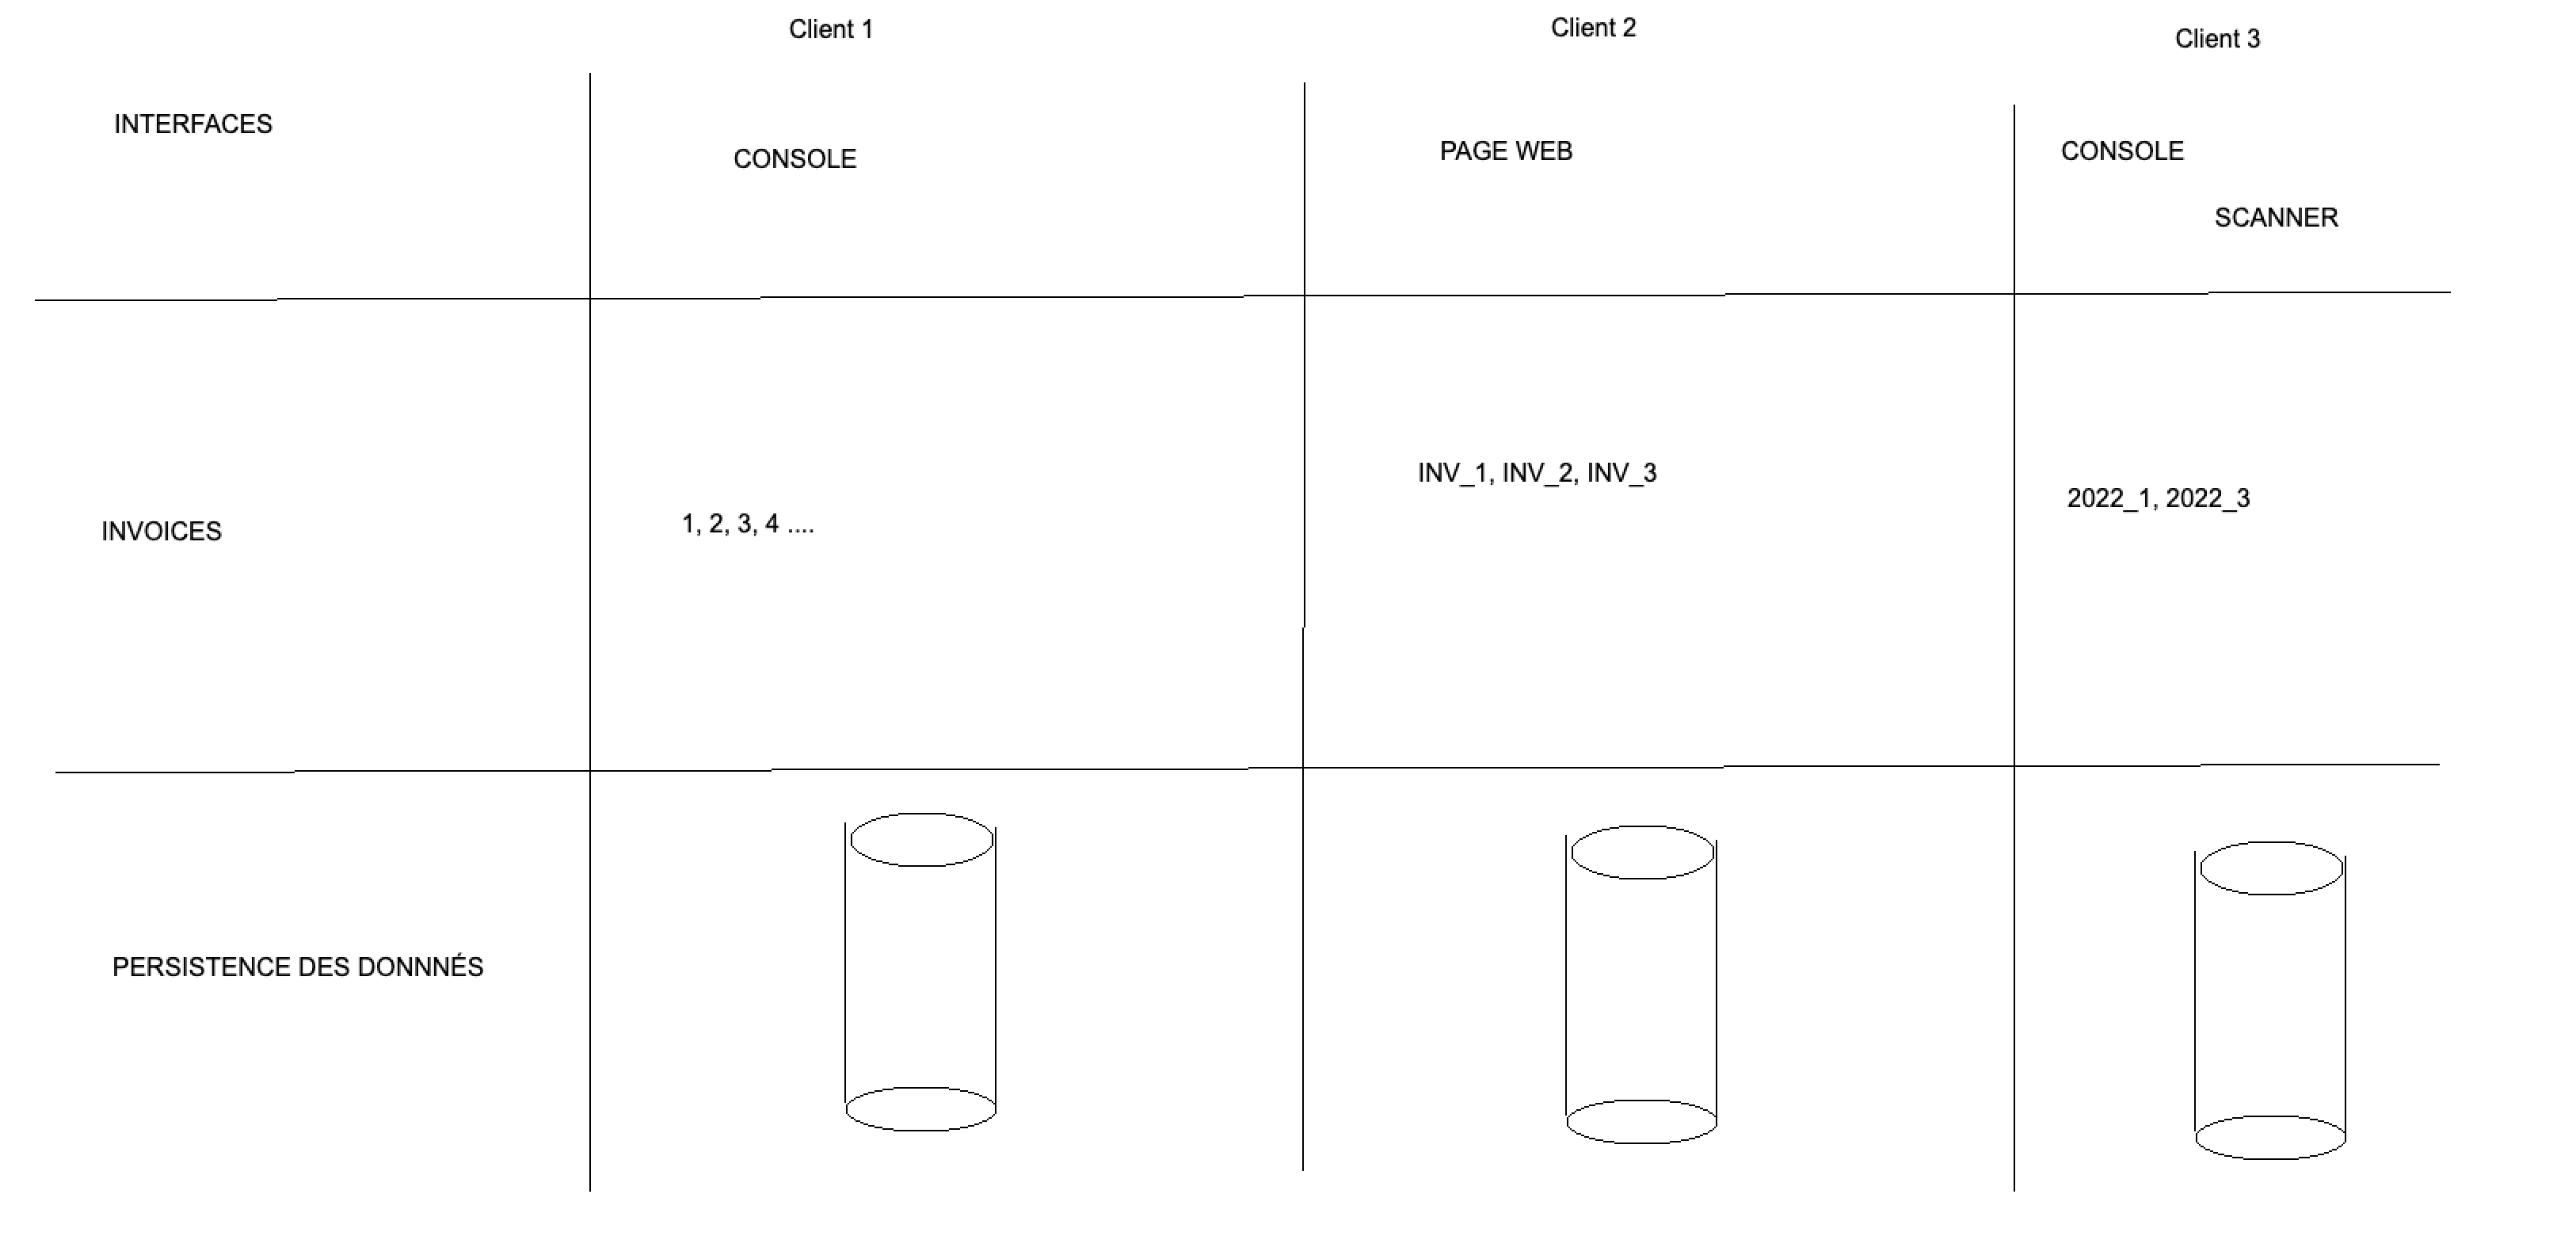 Client 1
Client 2
Client 3
INTERFACES
CONSOLE
PAGE WEB
CONSOLE
SCANNER
INVOICES
1, 2, 3, 4 ....
INV_1, INV_2, INV_3
2022_1, 2022_3
PERSISTENCE DES DONNNÉS